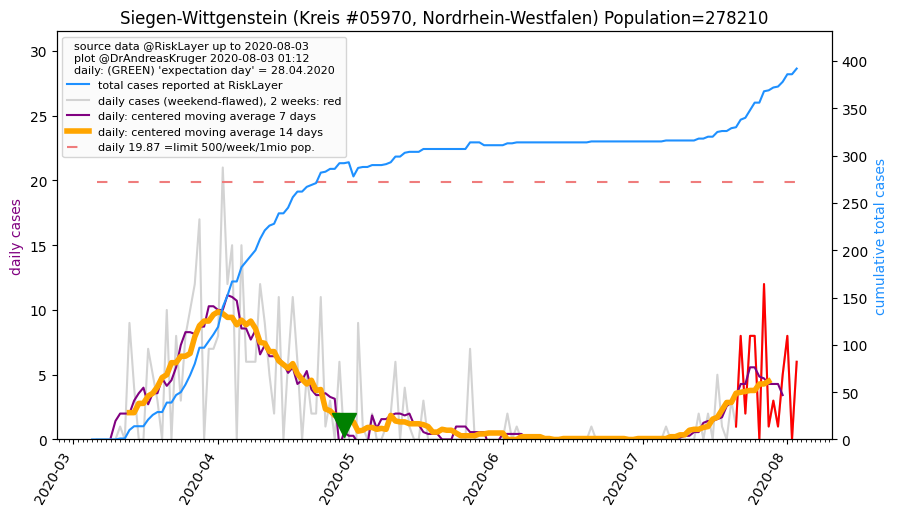 Siegen-Wittgenstein (Kreis #05970, Nordrhein-Westfalen) Population=278210
source data @RiskLayer up to 2020-08-03
plot @DrAndreasKruger 2020-08-03 01:12
daily: (GREEN) 'expectation day' = 28.04.2020
total cases reported at RiskLayer
daily cases (weekend-flawed), 2 weeks: red
daily: centered moving average 7 days
daily: centered moving average 14 days
daily 19.87 =limit 500/week/1mio pop.
daily cases
30
25
20
15
10
5
0
cumulative total cases
400
350
300
250
200
150
100
50
0
2020-03
2020-04
2020-05
2020-06
2020-07
2020-08